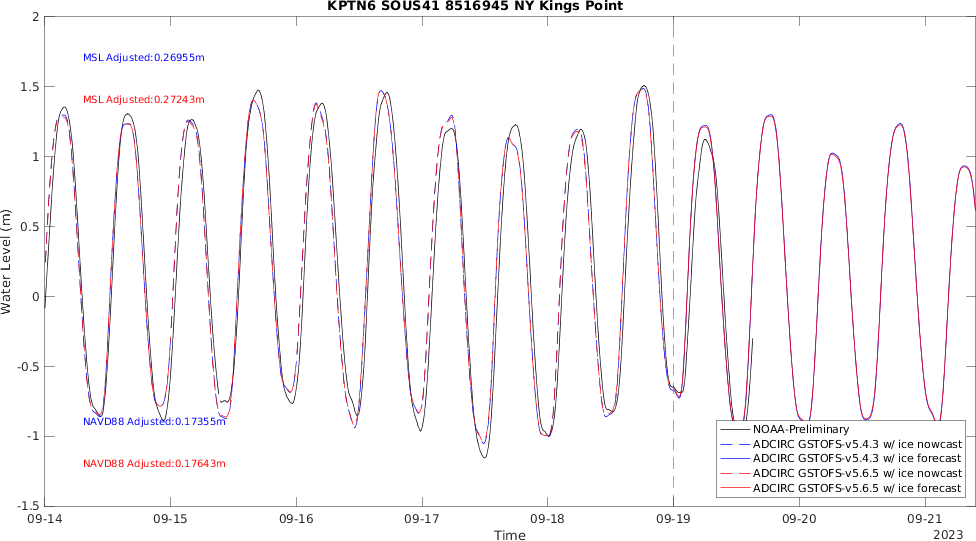 KPTN6 SOUS41 8516945 NY Kings Point
2
1.5
1
0.5
0
-0.5
-1
-1.5
Water Level (m)
MSL Adjusted:0.26955m
MSL Adjusted:0.27243m
NAVD88 Adjusted:0.17355m
NAVD88 Adjusted:0.17643m
NOAA-Preliminary
ADCIRC GSTOFS-v5.4.3 w/ ice nowcast
ADCIRC GSTOFS-v5.4.3 w/ ice forecast
ADCIRC GSTOFS-v5.6.5 w/ ice nowcast
ADCIRC GSTOFS-v5.6.5 w/ ice forecast
09-14 09-15 09-16 09-17 09-18 09-19 09-20 09-21
Time
2023